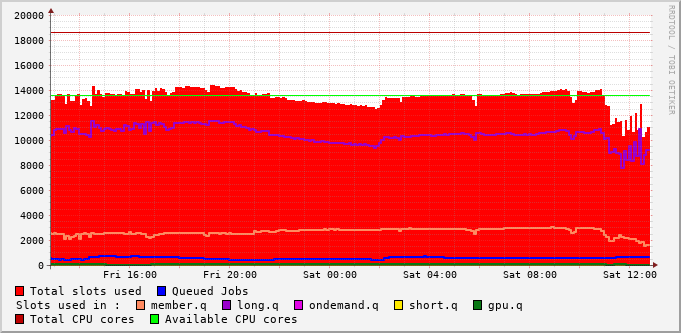 20000
18000
16000
14000
12000
10000
8000
6000
4000
2000
0
Fri 16:00 Fri 20:00 Sat 00:00 Sat 04:00 Sat 08:00 Sat 12:00
RRDTOOL / TOBI OETIKER
Total slots used Queued Jobs
Slots used in : member.q long.q ondemand.q short.q gpu.q
Total CPU cores Available CPU cores